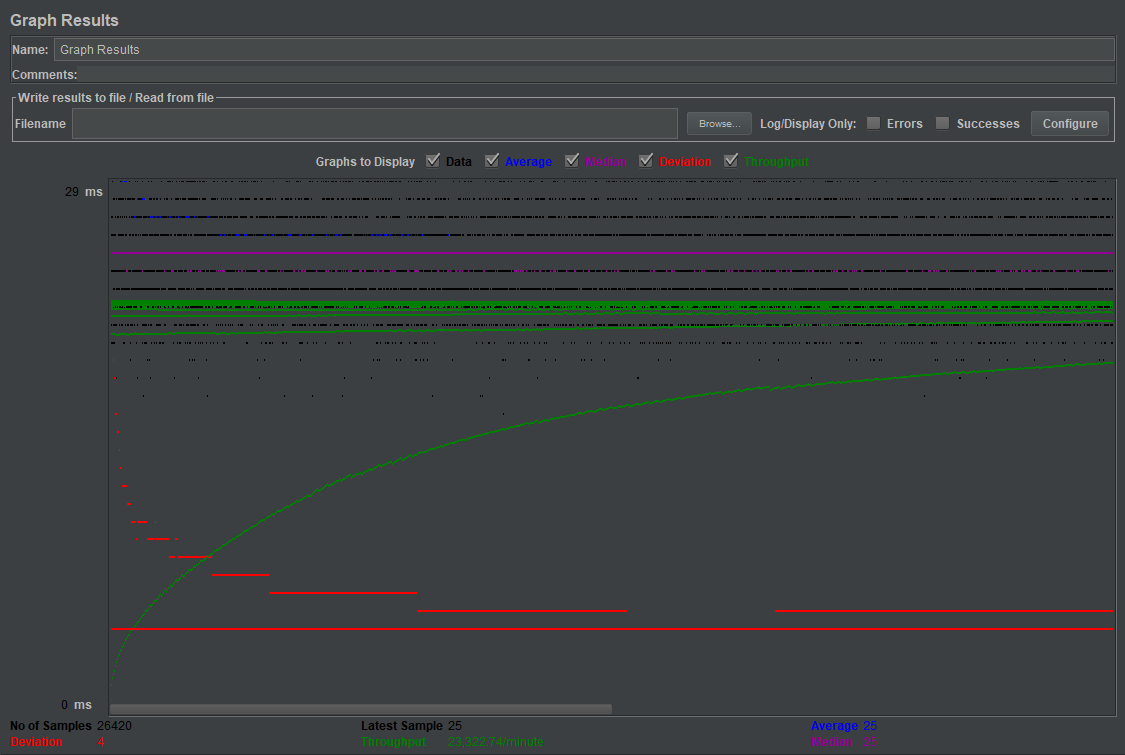 Graph Results
Name: Graph Results
Comments:
Write results to file / Read from file
Filename Browse... Log/Display Only: Errors Successes Configure
Graphs to Display Data Average Median Deviation Throughput
29 ms
0 ms
No of Samples 26420 Latest Sample 25 Average 25
Deviation 4 Throughput 23,322.74/minute Median 25